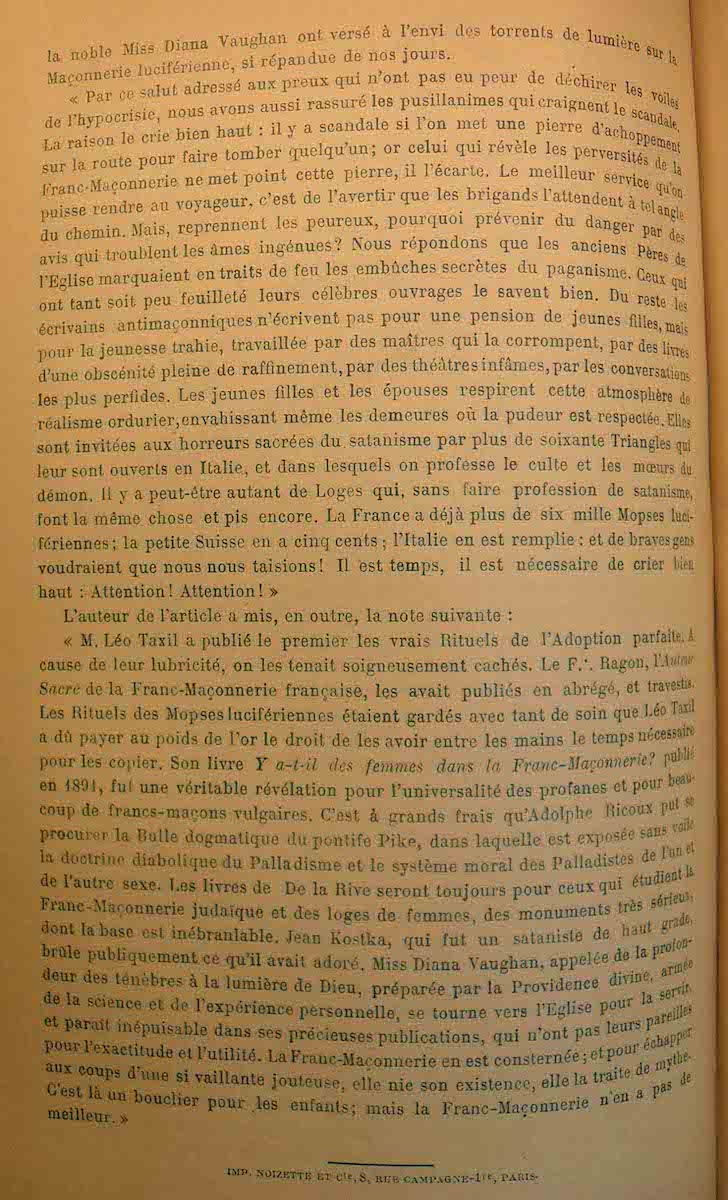 la noble Miss Diana Vaughan ont versé à l'envi des torrents de lumière sur la
Maçonnerie luciférienne, si répandue de nos jours.
« Par ce salut adressé aux preux qui n'ont pas eu peur de déchirer les voiles
de l'hypocrisie, nous avons aussi rassuré les pusillanimes qui craignent le scandale.
La raison le crie bien haut : il y a scandale si l'on met une pierre d'achoppement
sur la route pour faire tomber quelqu'un; or celui qui révèle les perversités de la
Franc-Maçonnerie ne met point cette pierre, il l'écarte. Le meilleur service qu'on
puisse rendre au voyageur, c'est de l'avertir que les brigands l'attendent à tel angle
du chemin. Mais, reprennent les peureux, pourquoi prévenir du danger par des
avis qui troublent les âmes ingénues? Nous répondons que les anciens Pères de
l'Eglise marquaient en traits de feu les embûches secrètes du paganisme. Ceux qui
ont tant soit peu feuilleté leurs célèbres ouvrages le savent bien. Du reste les
écrivains antimaçonniques n'écrivent pas pour une pension de jeunes filles, mais
pour la jeunesse trahie, travaillée par des maîtres qui la corrompent, par des livres
d'une obscénité pleine de raffinement, par des théâtres infâmes, par les conversations
les plus perfides. Les jeunes filles et les épouses respirent cette atmosphère de
réalisme ordurier, envahissant même les demeures où la pudeur est respectée. Elles
sont invitées aux horreurs sacrées du satanisme par plus de soixante Triangles qui
leur sont ouverts en Italie, et dans lesquels on professe le culte et les mœurs du
démon. Il y a peut-être autant de Loges qui, sans faire profession de satanisme,
font la même chose et pis encore. La France a déjà plus de six mille Mopses luci-
fériennes; la petite Suisse en a cinq cents; l'Italie en est remplie : et de braves gens
voudraient que nous nous taisions! Il est temps, il est nécessaire de crier bien
haut : Attention! Attention! »
L'auteur de l'article a mis, en outre, la note suivante :
« M. Léo Taxil a publié le premier les vrais Rituels de l'Adoption parfaite. A
cause de leur lubricité, on les tenait soigneusement cachés. Le F∴ Ragon, l'Auteur
Sacré de la Franc-Maçonnerie française, les avait publiés en abrégé, et travestis.
Les Rituels des Mopses lucifériennes étaient gardés avec tant de soin que Léo Taxil
a dû payer au poids de l'or le droit de les avoir entre les mains le temps nécessaire
pour les copier. Son livre Y a-t-il des femmes dans la Franc-Maçonnerie? publié
en 1891, fut une véritable révélation pour l'universalité des profanes et pour beau-
coup de francs-maçons vulgaires. C'est à grands frais qu'Adolphe Ricoux put se
procurer la Bulle dogmatique du pontife Pike, dans laquelle est exposée sans voile
la doctrine diabolique du Palladisme et le système moral des Palladistes de l'un et
de l'autre sexe. Les livres de De la Rive seront toujours pour ceux qui étudient la
Franc-Maçonnerie judaïque et des loges de femmes, des monuments très sérieux,
dont la base est inébranlable. Jean Kostka, qui fut un sataniste de haut grade,
brûle publiquement ce qu'il avait adoré. Miss Diana Vaughan, appelée de la profon-
deur des ténèbres à la lumière de Dieu, préparée par la Providence divine, armée
de la science et de l'expérience personnelle, se tourne vers l'Eglise pour la servir,
et paraît inépuisable dans ses précieuses publications, qui n'ont pas leurs pareilles
pour l'exactitude et l'utilité. La Franc-Maçonnerie en est consternée; et pour échapper
aux coups d'une si vaillante jouteuse, elle nie son existence, elle la traite de mythe.
C'est là un bouclier pour les enfants; mais la Franc-Maçonnerie n'en a pas de
meilleur. »
IMP. NOIZETTE ET Cie, 8, RUE CAMPAGNE-1re, PARIS-